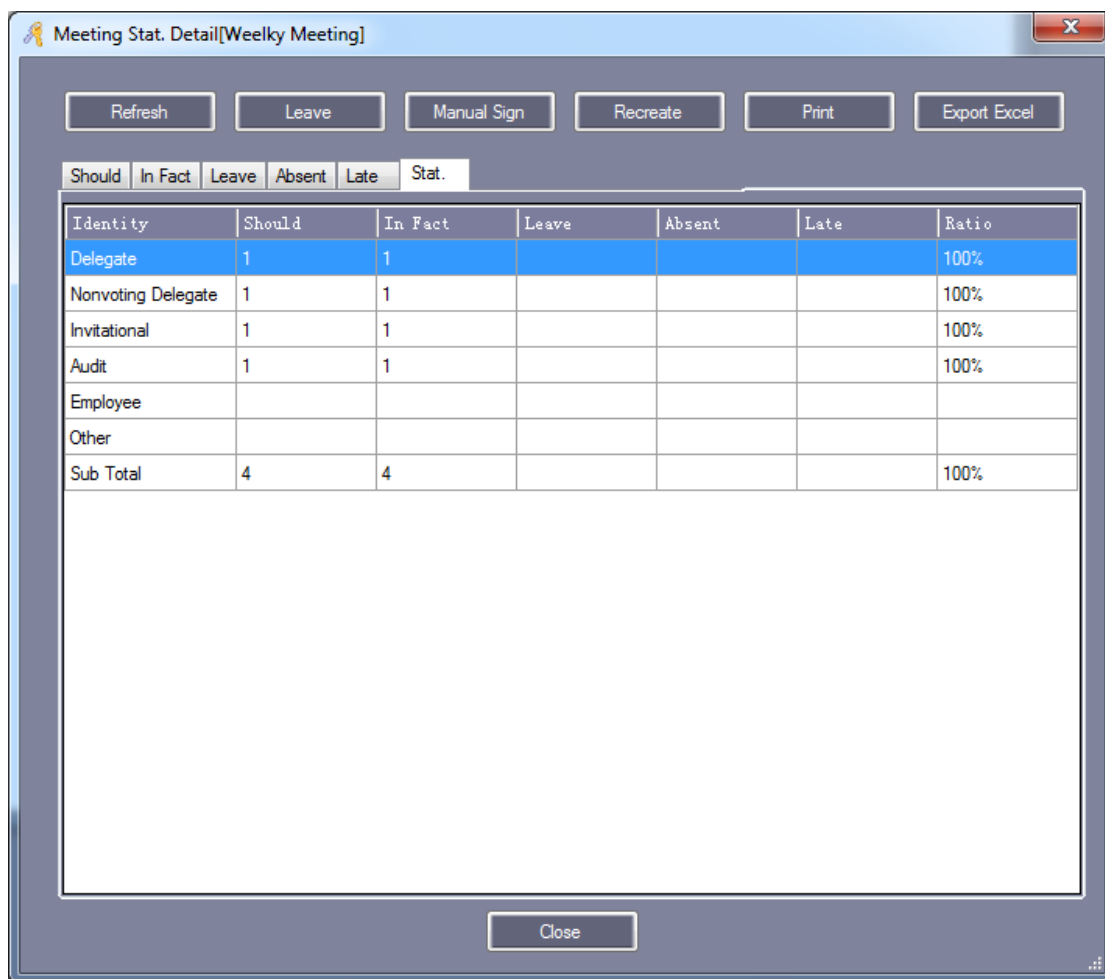 Meeting Stat. Detail[Weelky Meeting]
Refresh Leave Manual Sign Recreate Print Export Excel
Should In Fact Leave Absent Late Stat.
Identity Should In Fact Leave Absent Late Ratio
Delegate 1 1 100%
Nonvoting Delegate 1 1 100%
Invitational 1 1 100%
Audit 1 1 100%
Employee
Other
Sub Total 4 4 100%
Close